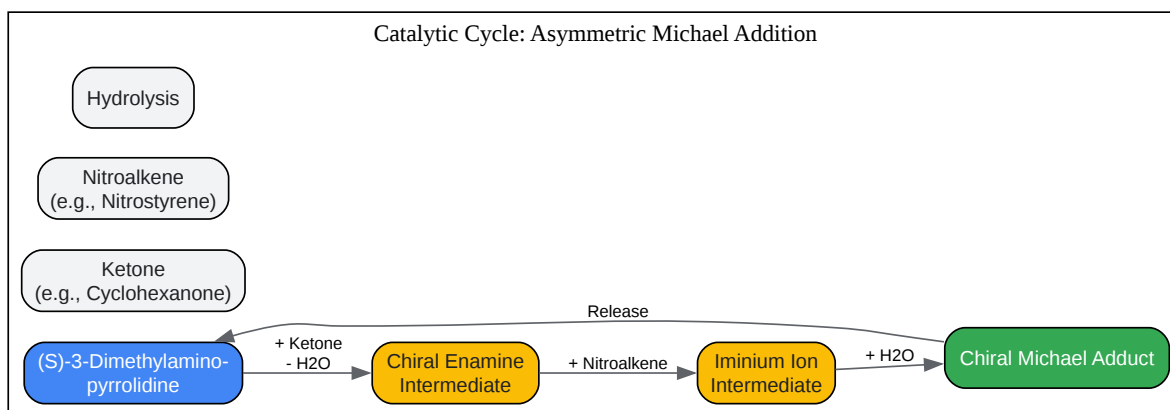 Catalytic Cycle: Asymmetric Michael Addition
Hydrolysis
Nitroalkene
(e.g., Nitrostyrene)
Ketone
(e.g., Cyclohexanone)
Release
(S)-3-Dimethylamino-
pyrrolidine
+ Ketone
- H2O
Chiral Enamine
Intermediate
+ Nitroalkene
Iminium Ion
Intermediate
+ H2O
Chiral Michael Adduct